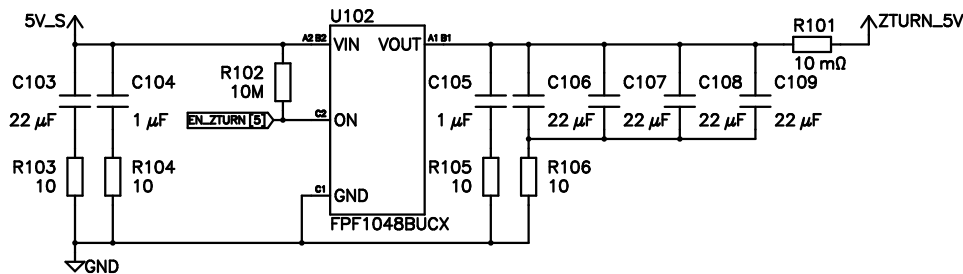 5V_S
U102
ZTURN_5V
R101
10 mΩ
A2 B2
VIN
VOUT
A1 B1
C103
22 µF
C104
1 µF
R102
10M
EN_ZTURN [5]
C2
ON
C105
1 µF
C106
22 µF
C107
22 µF
C108
22 µF
C109
22 µF
R103
10
R104
10
C1
GND
R105
10
R106
10
FPF1048BUCX
GND